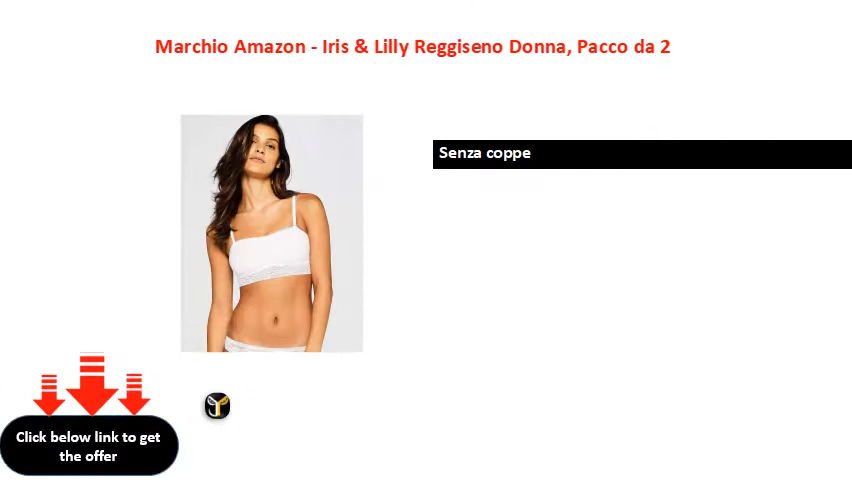 Marchio Amazon - Iris & Lilly Reggiseno Donna, Pacco da 2
Senza coppe
Click below link to get
the offer